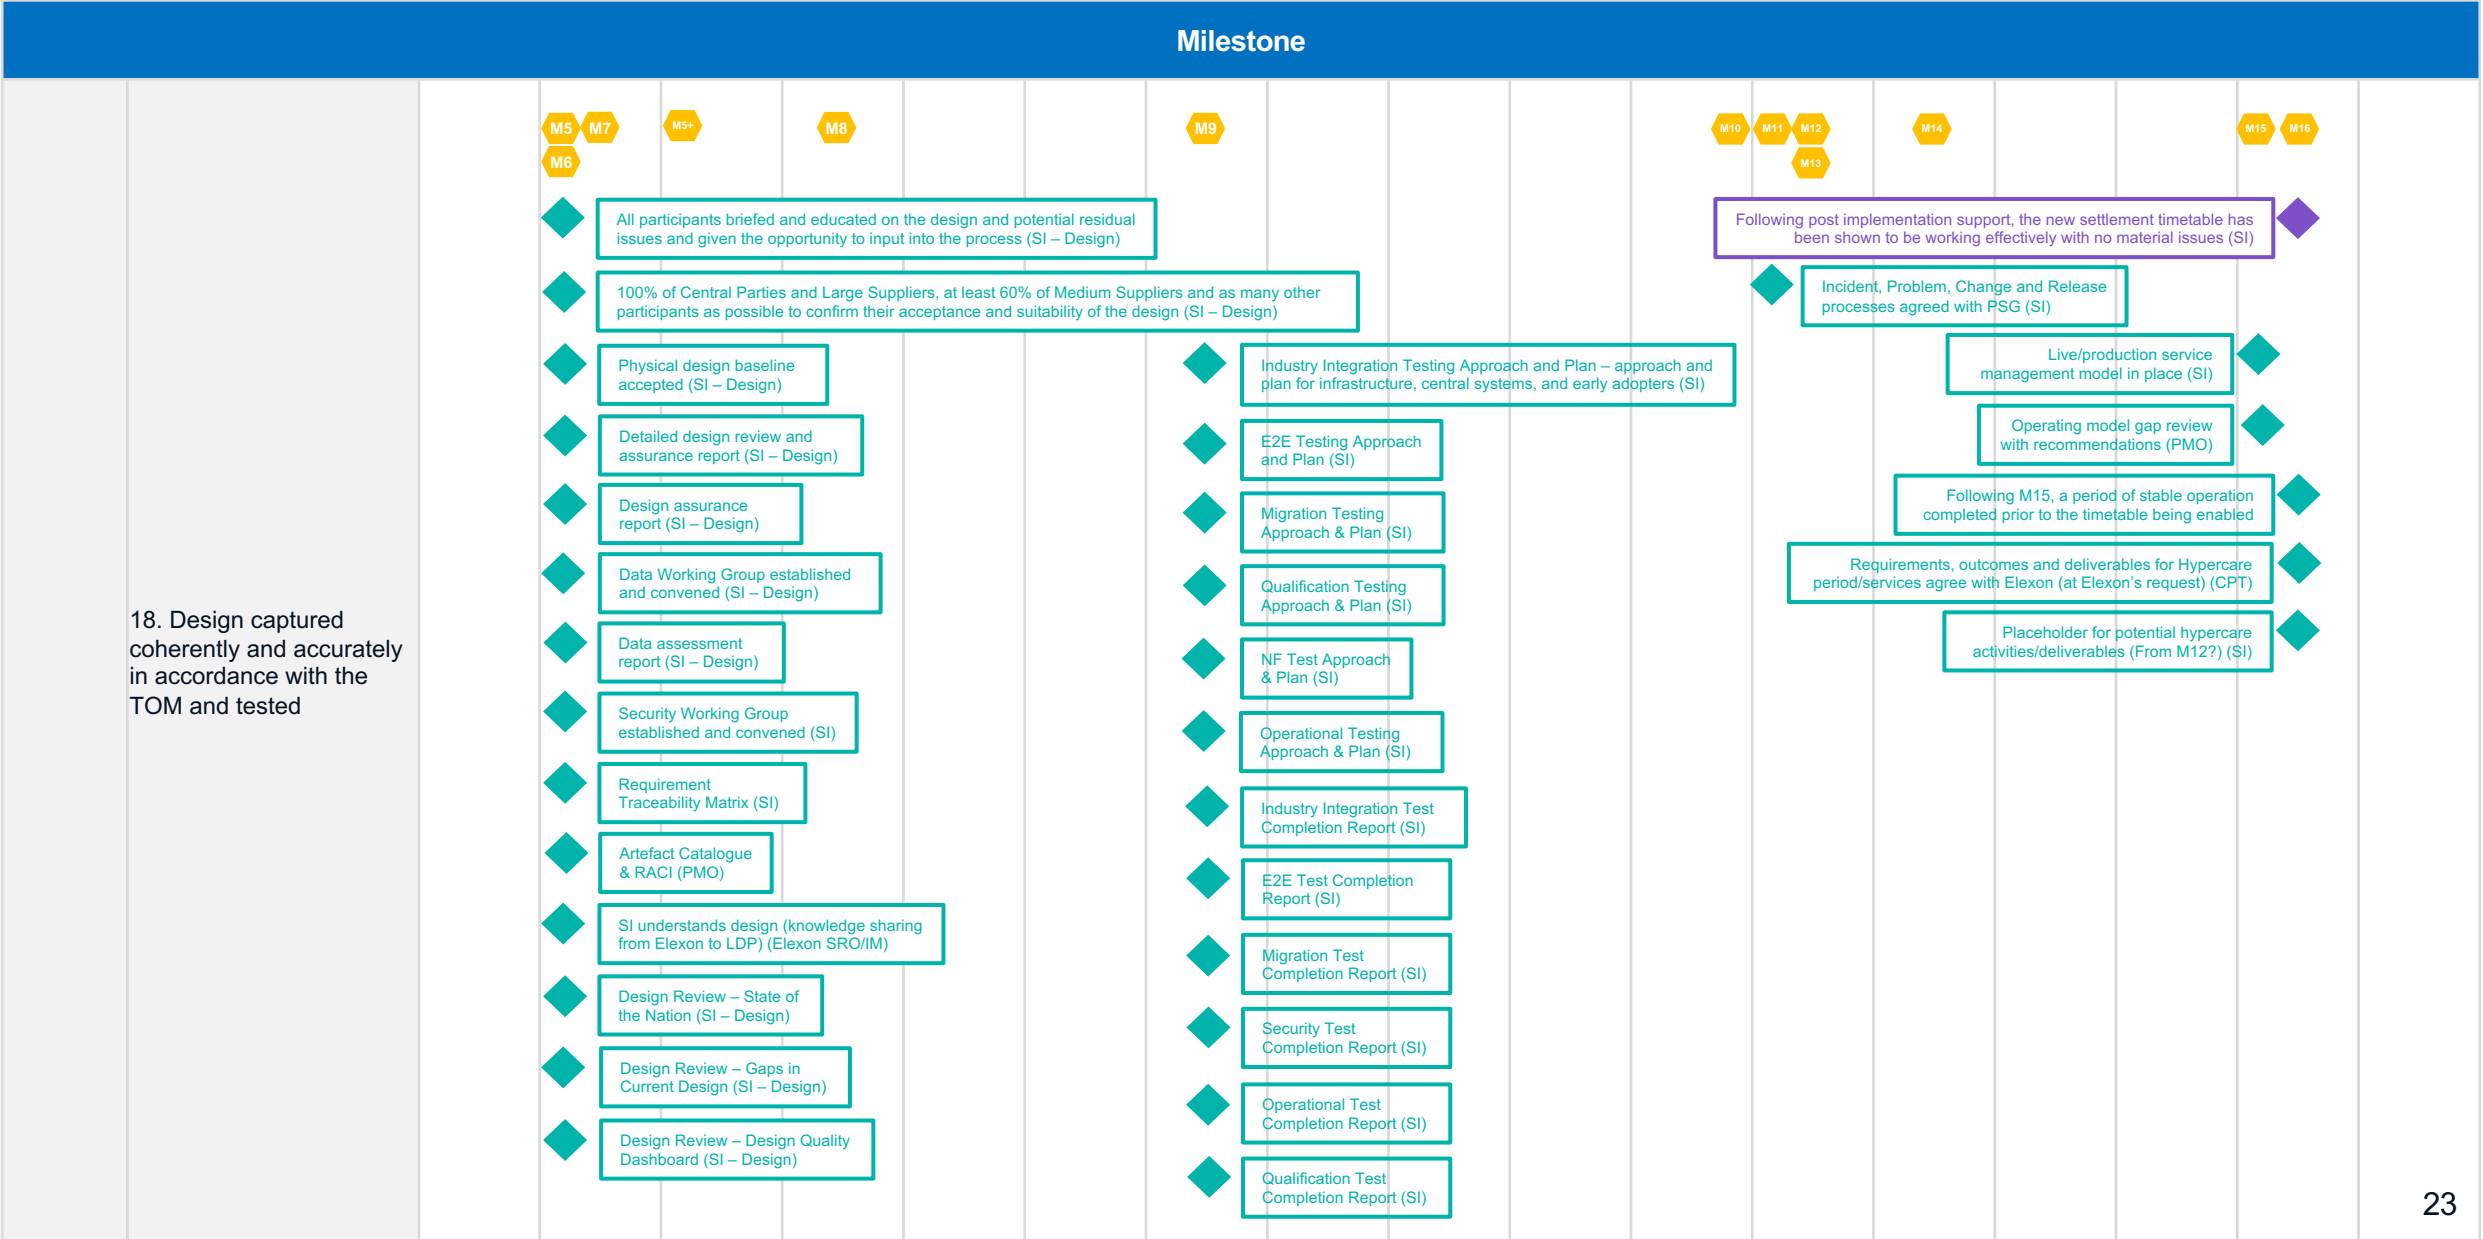 Milestone
M5
M7
M5+
M8
M9
M10
M11
M12
M14
M15
M16
M6
M13
18. Design captured
coherently and accurately
in accordance with the
TOM and tested
All participants briefed and educated on the design and potential residual
issues and given the opportunity to input into the process (SI – Design)
100% of Central Parties and Large Suppliers, at least 60% of Medium Suppliers and as many other
participants as possible to confirm their acceptance and suitability of the design (SI – Design)
Physical design baseline
accepted (SI – Design)
Detailed design review and
assurance report (SI – Design)
Design assurance
report (SI – Design)
Data Working Group established
and convened (SI – Design)
Data assessment
report (SI – Design)
Security Working Group
established and convened (SI)
Requirement
Traceability Matrix (SI)
Artefact Catalogue
& RACI (PMO)
SI understands design (knowledge sharing
from Elexon to LDP) (Elexon SRO/IM)
Design Review – State of
the Nation (SI – Design)
Design Review – Gaps in
Current Design (SI – Design)
Design Review – Design Quality
Dashboard (SI – Design)
Industry Integration Testing Approach and Plan – approach and
plan for infrastructure, central systems, and early adopters (SI)
E2E Testing Approach
and Plan (SI)
Migration Testing
Approach & Plan (SI)
Qualification Testing
Approach & Plan (SI)
NF Test Approach
& Plan (SI)
Operational Testing
Approach & Plan (SI)
Industry Integration Test
Completion Report (SI)
E2E Test Completion
Report (SI)
Migration Test
Completion Report (SI)
Security Test
Completion Report (SI)
Operational Test
Completion Report (SI)
Qualification Test
Completion Report (SI)
Following post implementation support, the new settlement timetable has
been shown to be working effectively with no material issues (SI)
Incident, Problem, Change and Release
processes agreed with PSG (SI)
Live/production service
management model in place (SI)
Operating model gap review
with recommendations (PMO)
Following M15, a period of stable operation
completed prior to the timetable being enabled
Requirements, outcomes and deliverables for Hypercare
period/services agree with Elexon (at Elexon’s request) (CPT)
Placeholder for potential hypercare
activities/deliverables (From M12?) (SI)
23